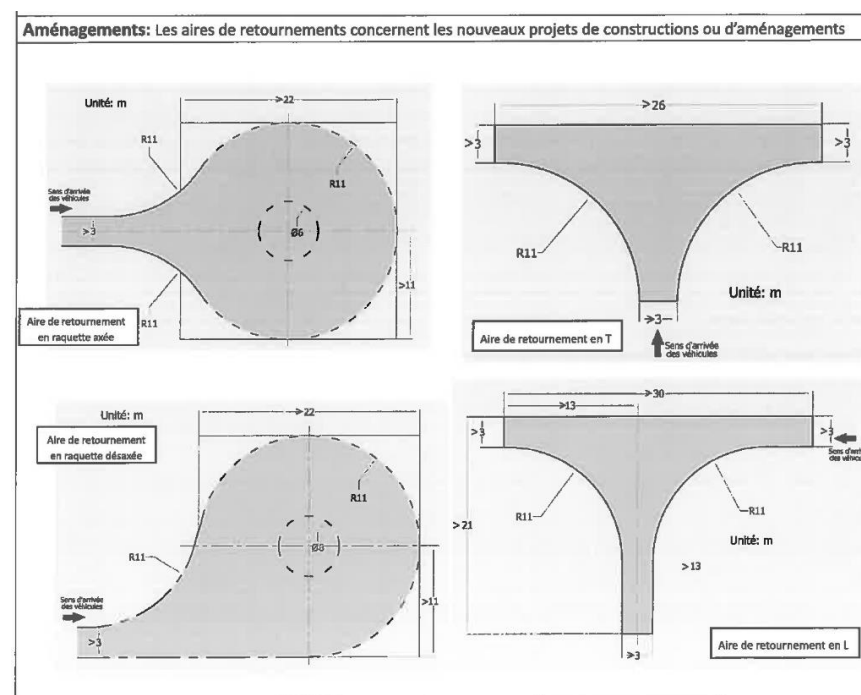 Aménagements: Les aires de retournements concernent les nouveaux projets de constructions ou d'aménagements
Unité: m
>22
R11
R11
Sens d'arrivée
des véhicules
>3
Ø6
>11
R11
Aire de retournement
en raquette axée
>26
>3
>3
R11
R11
Unité: m
>3
Sens d'arrivée
des véhicules
Aire de retournement en T
Unité: m
>22
Aire de retournement
en raquette désaxée
R11
R11
Ø8
Sens d'arrivée
des véhicules
>3
>11
>30
>13
>3
>3
Sens d'arrivée
R11
R11
>21
Unité: m
>13
>3
Aire de retournement en L